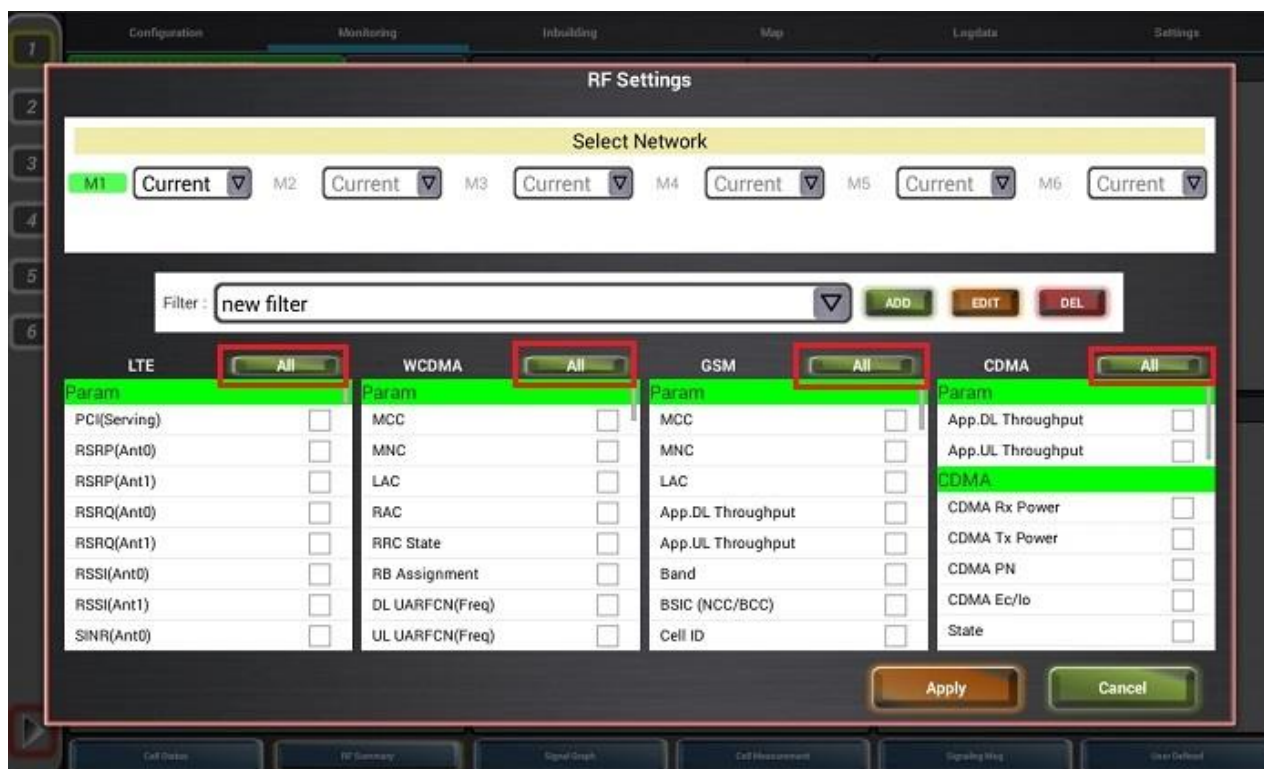 Configuration Monitoring Inbuilding Map Logdata Settings
1
2
3
4
5
6
RF Settings
Select Network
M1 Current M2 Current M3 Current M4 Current M5 Current M6 Current
Filter : new filter ADD EDIT DEL
LTE All WCDMA All GSM All CDMA All
Param Param Param Param
PCI(Serving) MCC MCC App.DL Throughput
RSRP(Ant0) MNC MNC App.UL Throughput
RSRP(Ant1) LAC LAC CDMA
RSRQ(Ant0) RAC App.DL Throughput CDMA Rx Power
RSRQ(Ant1) RRC State App.UL Throughput CDMA Tx Power
RSSI(Ant0) RB Assignment Band CDMA PN
RSSI(Ant1) DL UARFCN(Freq) BSIC (NCC/BCC) CDMA Ec/Io
SINR(Ant0) UL UARFCN(Freq) Cell ID State
Apply Cancel
Call Status RF Summary Signal Graph Cell Measurement Signaling Msg User Defined